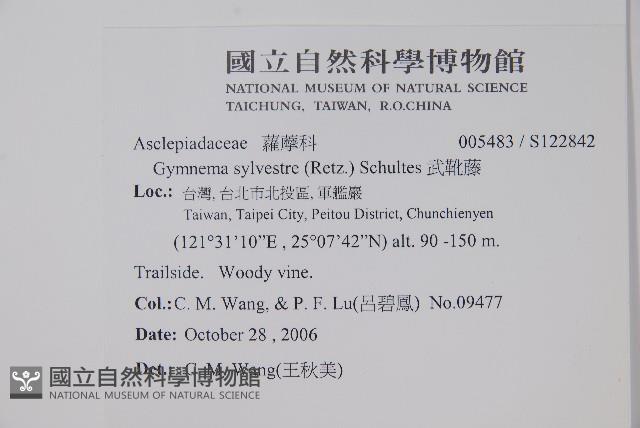 國立自然科學博物館
NATIONAL MUSEUM OF NATURAL SCIENCE
TAICHUNG, TAIWAN, R.O.CHINA
Asclepiadaceae 蘿藦科 005483 / S122842
Gymnema sylvestre (Retz.) Schultes 武靴藤
Loc.: 台灣, 台北市北投區, 軍艦巖
Taiwan, Taipei City, Peitou District, Chunchienyen
(121°31'10”E , 25°07'42”N) alt. 90 -150 m.
Trailside. Woody vine.
Col.: C. M. Wang, & P. F. Lu(呂碧鳳) No.09477
Date: October 28 , 2006
Det.: C. M. Wang(王秋美)
國立自然科學博物館
NATIONAL MUSEUM OF NATURAL SCIENCE